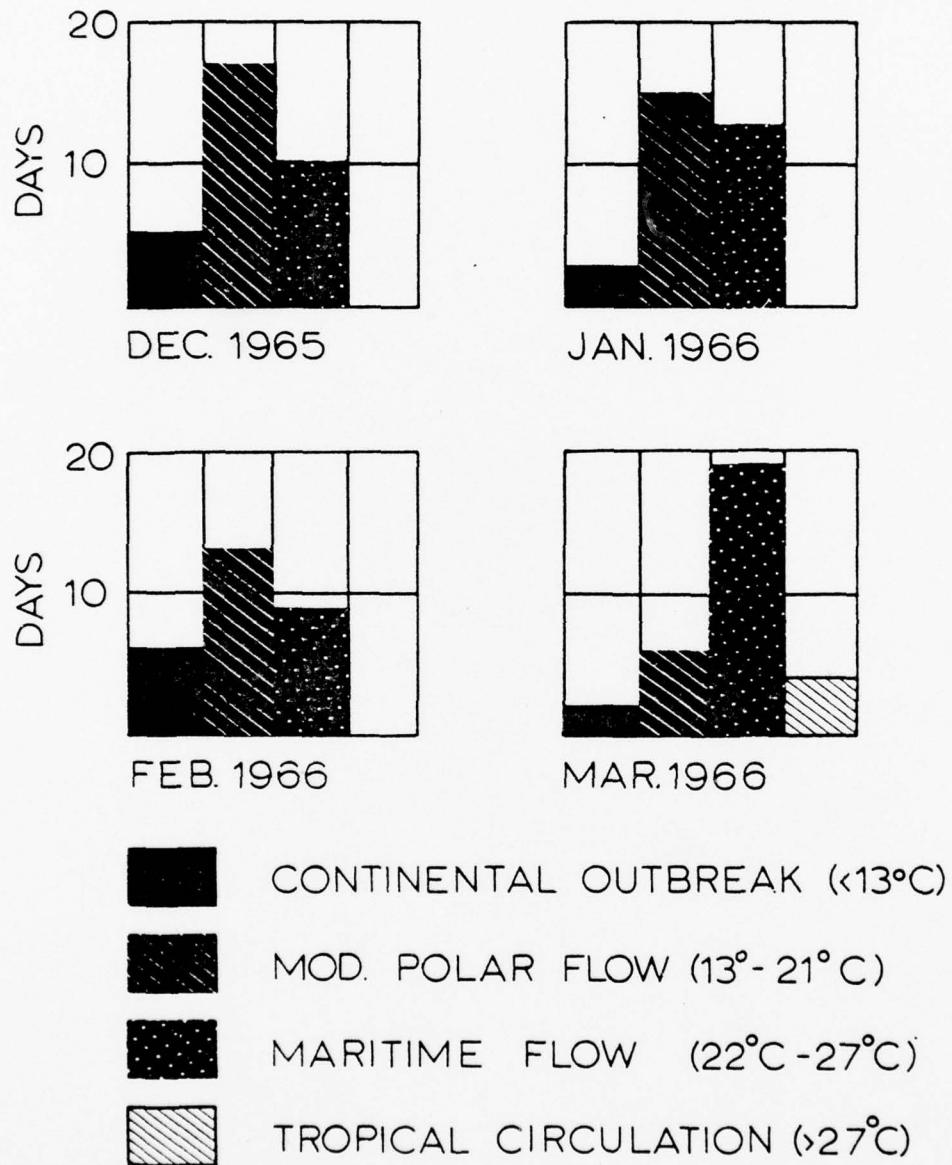 20
10
DAYS
DEC. 1965
JAN. 1966
20
10
DAYS
FEB. 1966
MAR. 1966
CONTINENTAL OUTBREAK (<13°C)
MOD. POLAR FLOW (13°-21°C)
MARITIME FLOW (22°C-27°C)
TROPICAL CIRCULATION (>27°C)